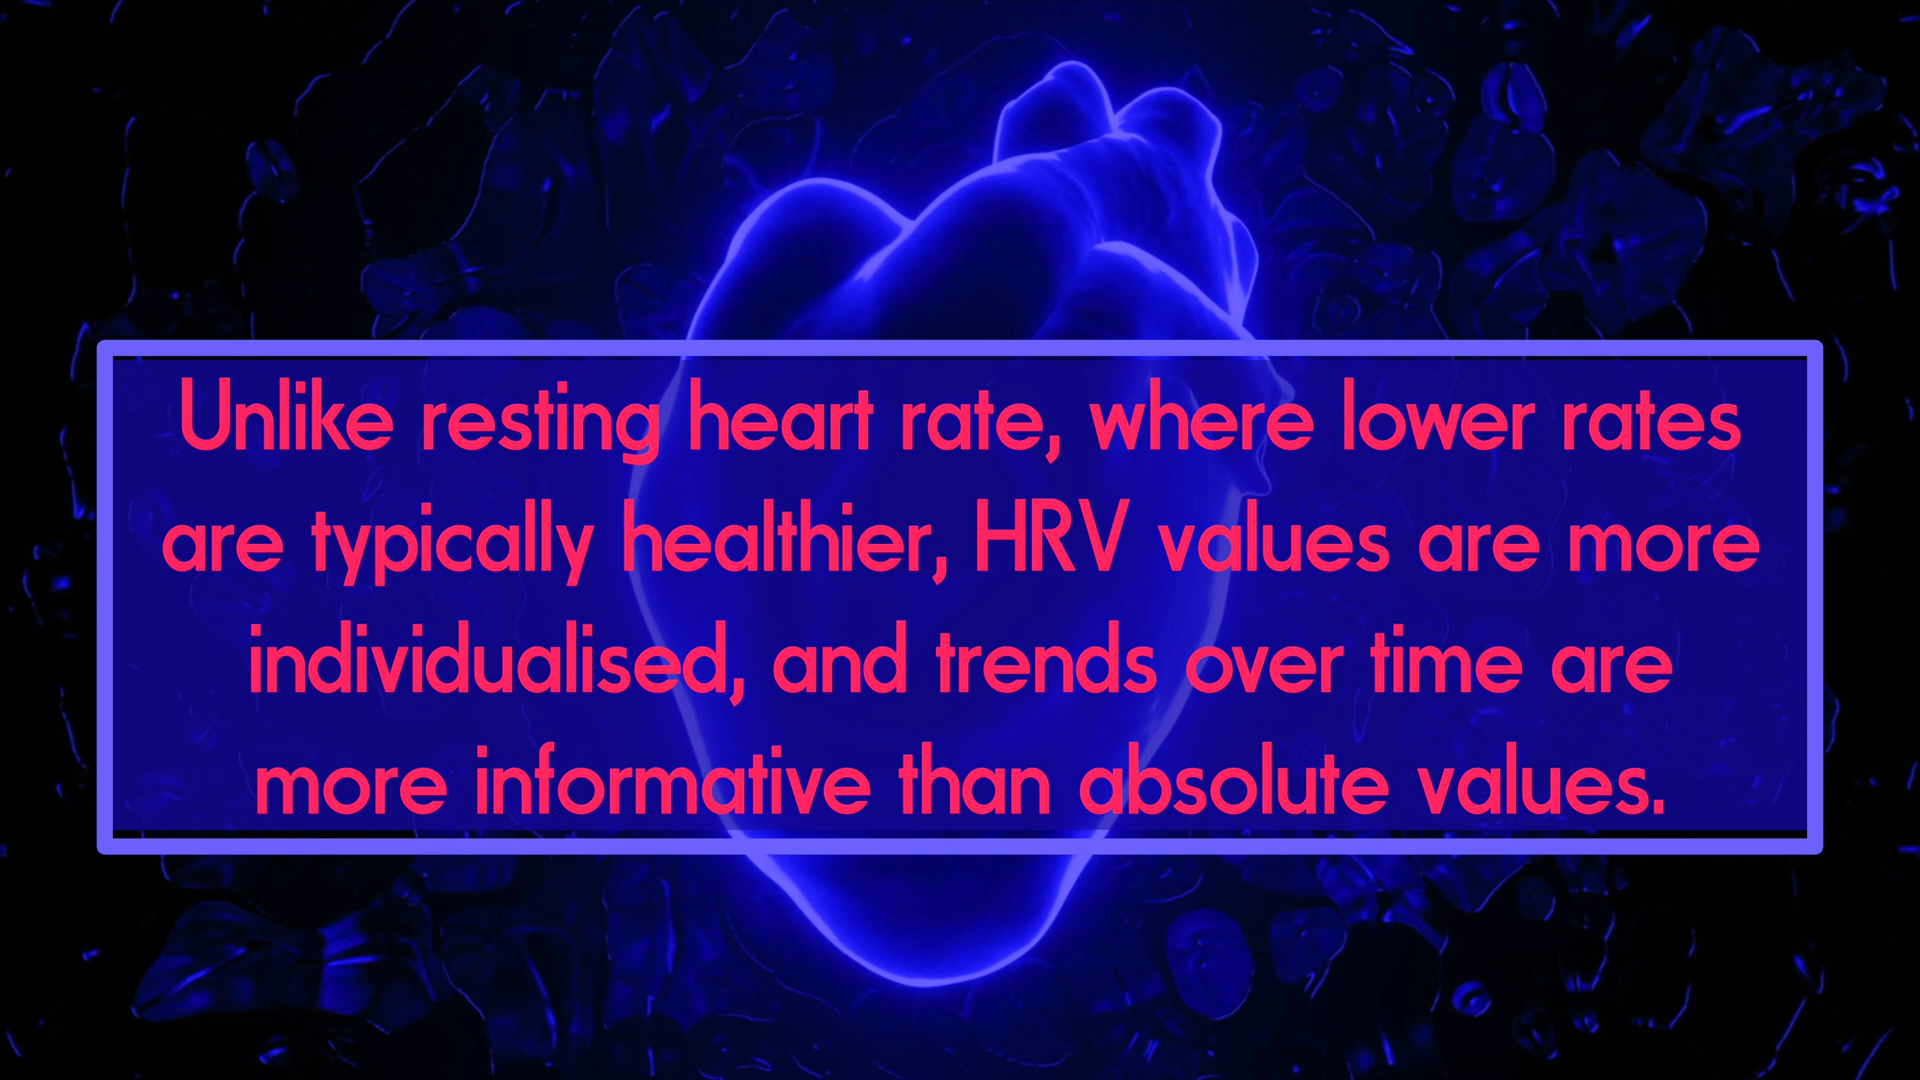 Unlike resting heart rate, where lower rates
are typically healthier, HRV values are more
individualised, and trends over time are
more informative than absolute values.